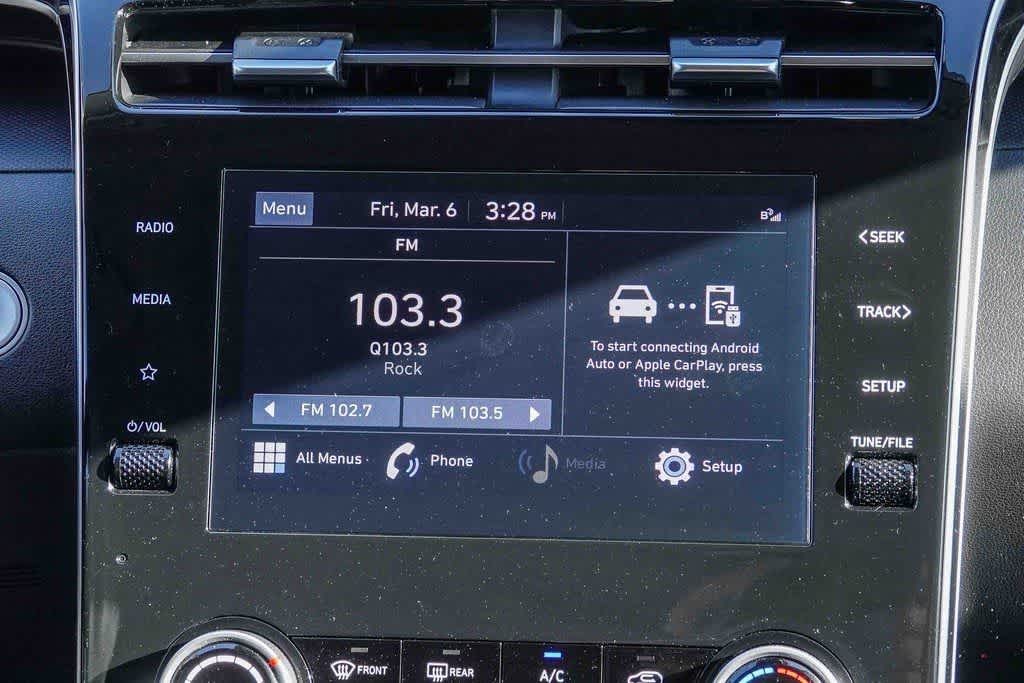 Menu Fri, Mar. 6 3:28 PM
FM
103.3
Q103.3
Rock
FM 102.7 FM 103.5
To start connecting Android
Auto or Apple CarPlay, press
this widget.
All Menus Phone Media Setup
RADIO
MEDIA
/VOL
<SEEK
TRACK>
SETUP
TUNE/FILE
FRONT REAR A/C